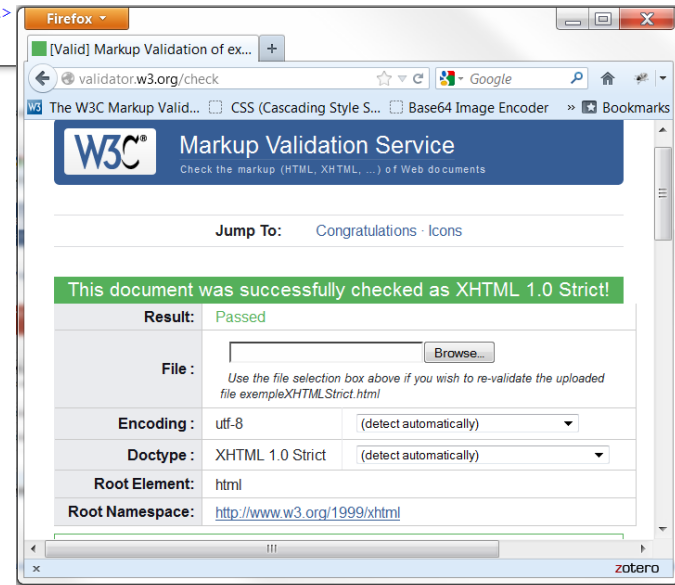 >
Firefox
[Valid] Markup Validation of ex... +
validator.w3.org/check Google
W3 The W3C Markup Valid... CSS (Cascading Style S... Base64 Image Encoder » Bookmarks
W3C® Markup Validation Service
Check the markup (HTML, XHTML, ...) of Web documents
Jump To: Congratulations · Icons
This document was successfully checked as XHTML 1.0 Strict!
Result: Passed
File : Browse...
Use the file selection box above if you wish to re-validate the uploaded
file exempleXHTMLStrict.html
Encoding : utf-8 (detect automatically)
Doctype : XHTML 1.0 Strict (detect automatically)
Root Element: html
Root Namespace: http://www.w3.org/1999/xhtml
x zotero